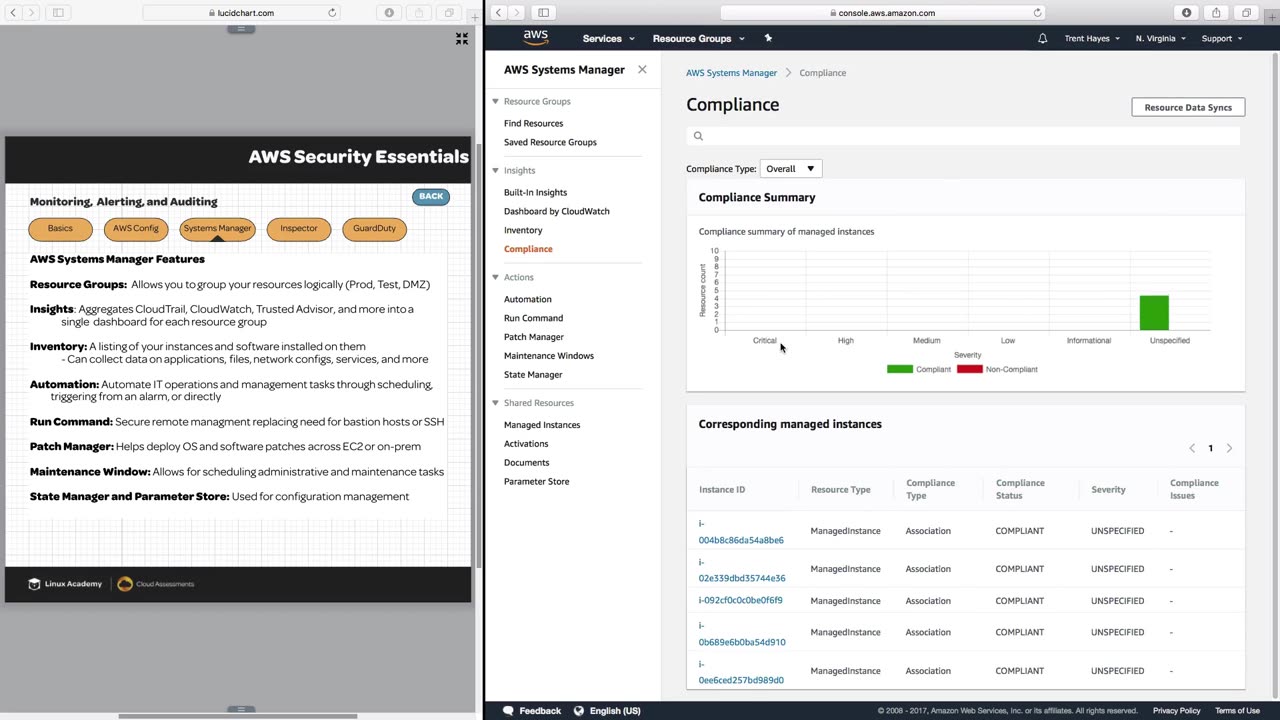 lucidchart.com
AWS Security Essentials
Monitoring, Alerting, and Auditing
BACK
Basics
AWS Config
Systems Manager
Inspector
GuardDuty
AWS Systems Manager Features
Resource Groups: Allows you to group your resources logically (Prod, Test, DMZ)
Insights: Aggregates CloudTrail, CloudWatch, Trusted Advisor, and more into a
single dashboard for each resource group
Inventory: A listing of your instances and software installed on them
- Can collect data on applications, files, network configs, services, and more
Automation: Automate IT operations and management tasks through scheduling,
triggering from an alarm, or directly
Run Command: Secure remote managment replacing need for bastion hosts or SSH
Patch Manager: Helps deploy OS and software patches across EC2 or on-prem
Maintenance Window: Allows for scheduling administrative and maintenance tasks
State Manager and Parameter Store: Used for configuration management
Linux Academy
Cloud Assessments
console.aws.amazon.com
aws
Services
Resource Groups
Trent Hayes
N. Virginia
Support
AWS Systems Manager
Resource Groups
Find Resources
Saved Resource Groups
Insights
Built-In Insights
Dashboard by CloudWatch
Inventory
Compliance
Actions
Automation
Run Command
Patch Manager
Maintenance Windows
State Manager
Shared Resources
Managed Instances
Activations
Documents
Parameter Store
AWS Systems Manager > Compliance
Compliance
Resource Data Syncs
Compliance Type: Overall
Compliance Summary
Compliance summary of managed instances
Resource count
10
9
8
7
6
5
4
3
2
1
0
Critical
High
Medium
Low
Informational
Unspecified
Severity
Compliant
Non-Compliant
Corresponding managed instances
1
Instance ID
Resource Type
Compliance
Type
Compliance
Status
Severity
Compliance
Issues
i-
004b8c86da54a8be6
ManagedInstance
Association
COMPLIANT
UNSPECIFIED
-
i-
02e339dbd35744e36
ManagedInstance
Association
COMPLIANT
UNSPECIFIED
-
i-092cf0c0c0be0f6f9
ManagedInstance
Association
COMPLIANT
UNSPECIFIED
-
i-
0b689e6b0ba54d910
ManagedInstance
Association
COMPLIANT
UNSPECIFIED
-
i-
0ee6ced257bd989d0
ManagedInstance
Association
COMPLIANT
UNSPECIFIED
-
Feedback
English (US)
© 2008 - 2017, Amazon Web Services, Inc. or its affiliates. All rights reserved.
Privacy Policy
Terms of Use